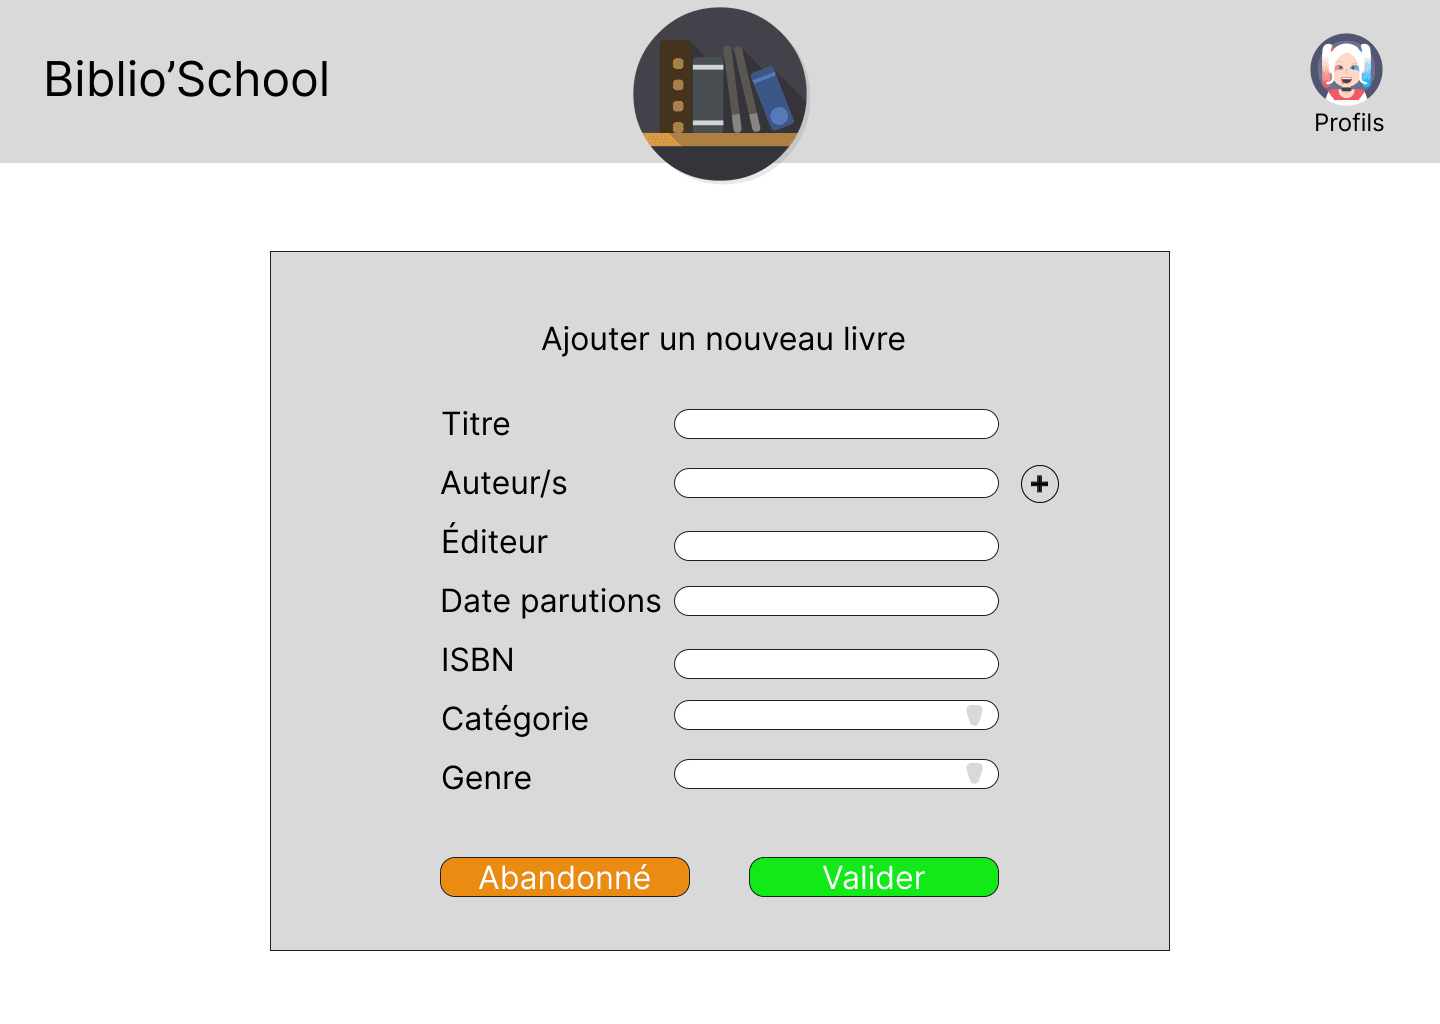 Biblio’School
Profils
Ajouter un nouveau livre
Titre
Auteur/s
Éditeur
Date parutions
ISBN
Catégorie
Genre
Abandonné
Valider